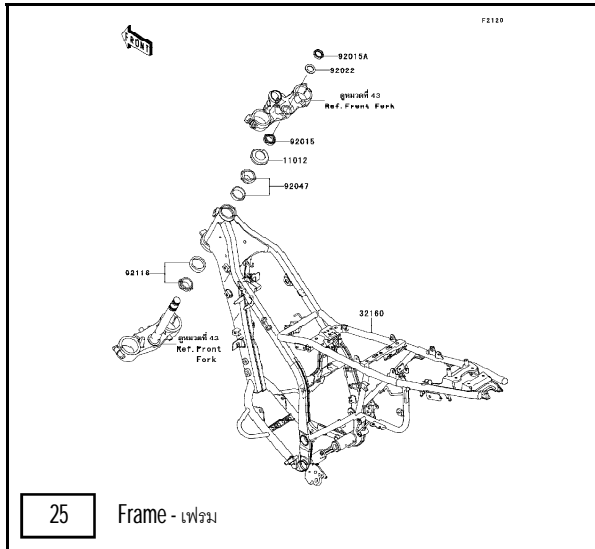 F2120
FRONT
92015A
92022
ดูหมวดที่ 43
Ref.Front Fork
92015
11012
92047
92116
32160
ดูหมวดที่ 43
Ref.Front
Fork
25 Frame - เฟรม